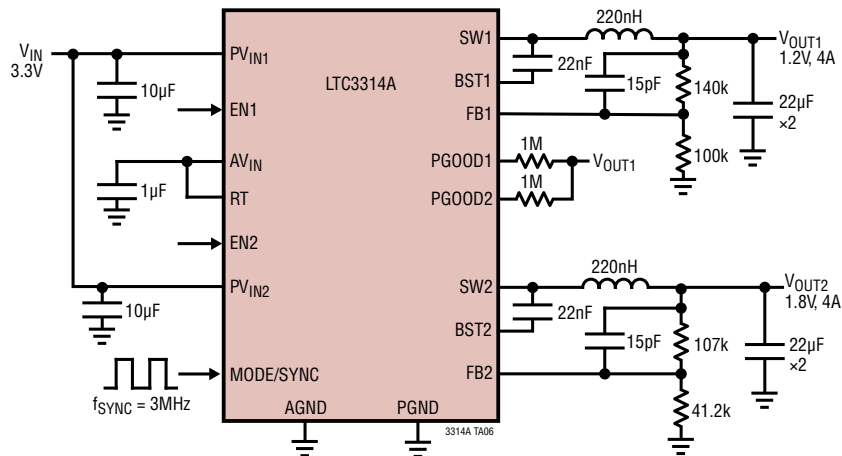 V_IN
3.3V
10µF
PV_IN1
EN1
AV_IN
1µF
RT
EN2
PV_IN2
10µF
MODE/SYNC
f_SYNC = 3MHz
LTC3314A
AGND
PGND
3314A TA06
SW1
BST1
FB1
PGOOD1
PGOOD2
SW2
BST2
FB2
220nH
22nF
15pF
140k
100k
V_OUT1
1.2V, 4A
22µF
×2
1M
1M
V_OUT1
220nH
22nF
15pF
107k
41.2k
V_OUT2
1.8V, 4A
22µF
×2